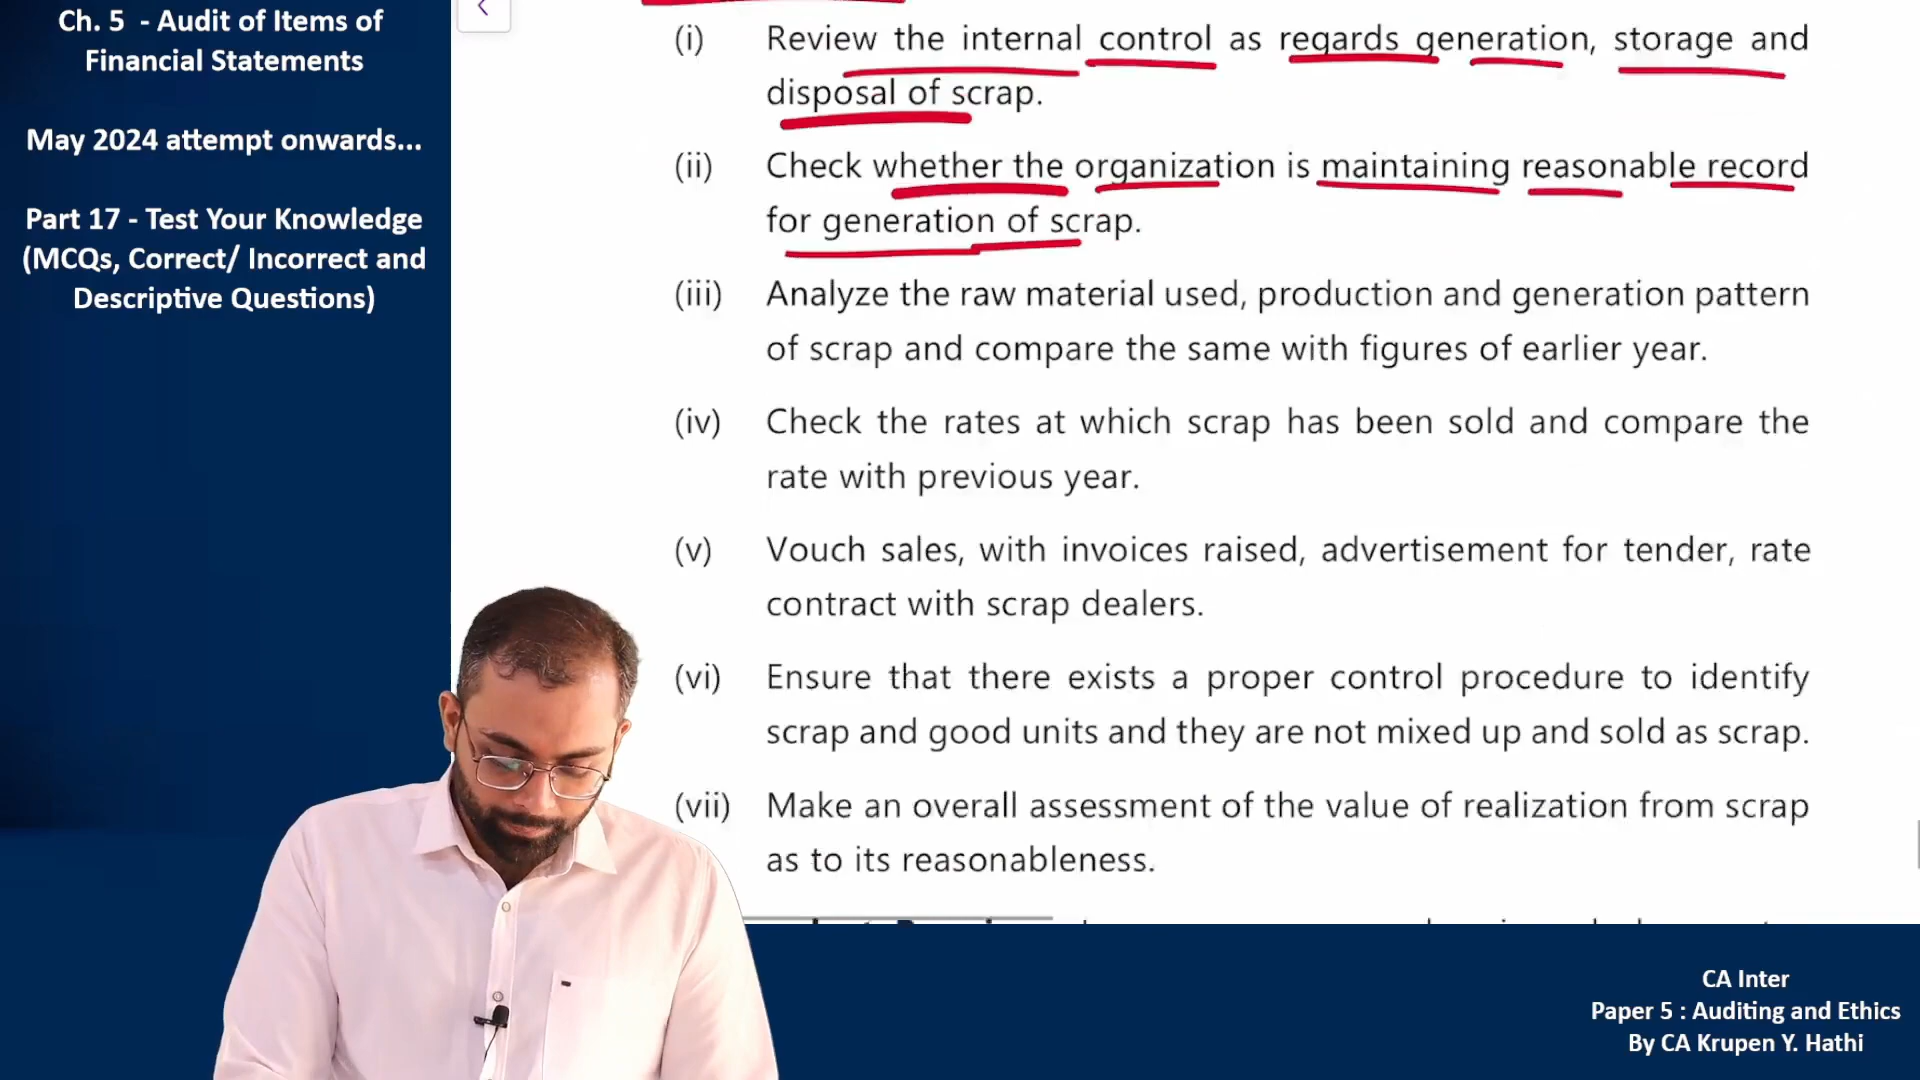 Ch. 5 - Audit of Items of
Financial Statements
May 2024 attempt onwards...
Part 17 - Test Your Knowledge
(MCQs, Correct/ Incorrect and
Descriptive Questions)
(i) Review the internal control as regards generation, storage and
disposal of scrap.
(ii) Check whether the organization is maintaining reasonable record
for generation of scrap.
(iii) Analyze the raw material used, production and generation pattern
of scrap and compare the same with figures of earlier year.
(iv) Check the rates at which scrap has been sold and compare the
rate with previous year.
(v) Vouch sales, with invoices raised, advertisement for tender, rate
contract with scrap dealers.
(vi) Ensure that there exists a proper control procedure to identify
scrap and good units and they are not mixed up and sold as scrap.
(vii) Make an overall assessment of the value of realization from scrap
as to its reasonableness.
CA Inter
Paper 5 : Auditing and Ethics
By CA Krupen Y. Hathi